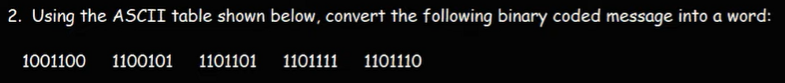 2. Using the ASCII table shown below, convert the following binary coded message into a word:
1001100 1100101 1101101 1101111 1101110